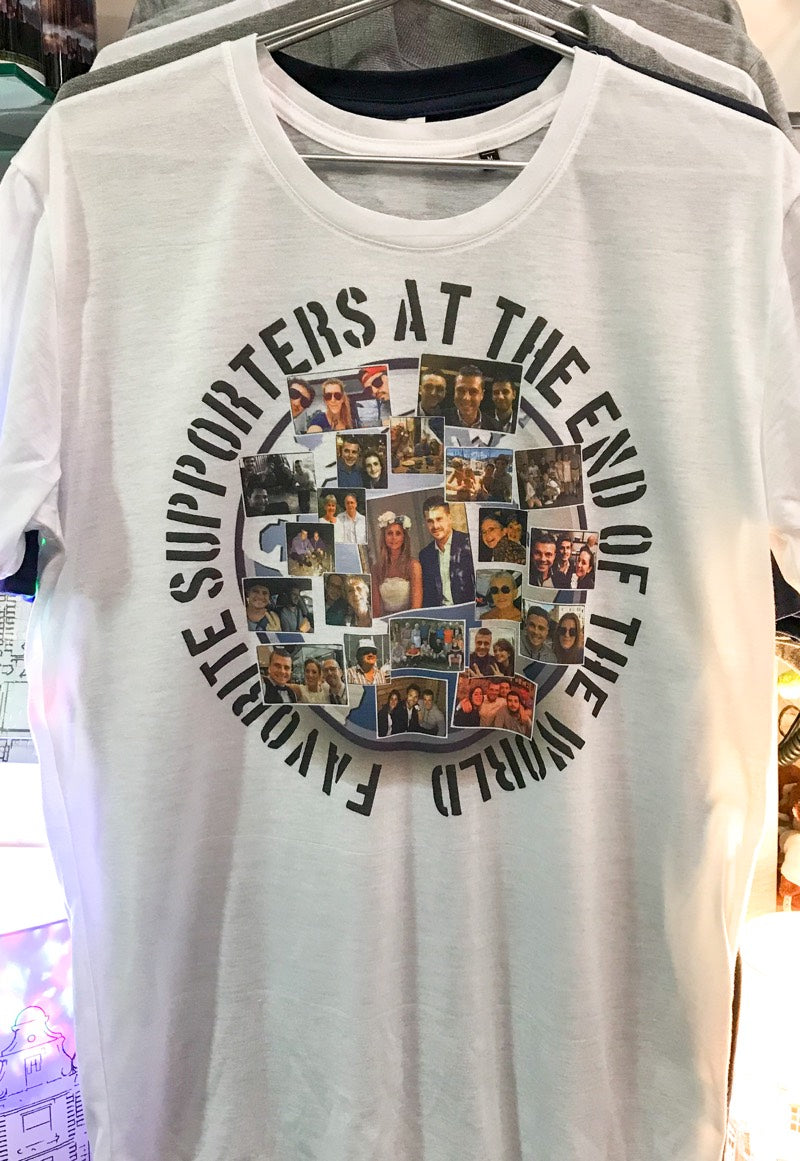 FAVORITE SUPPORTERS AT THE END OF THE WORLD